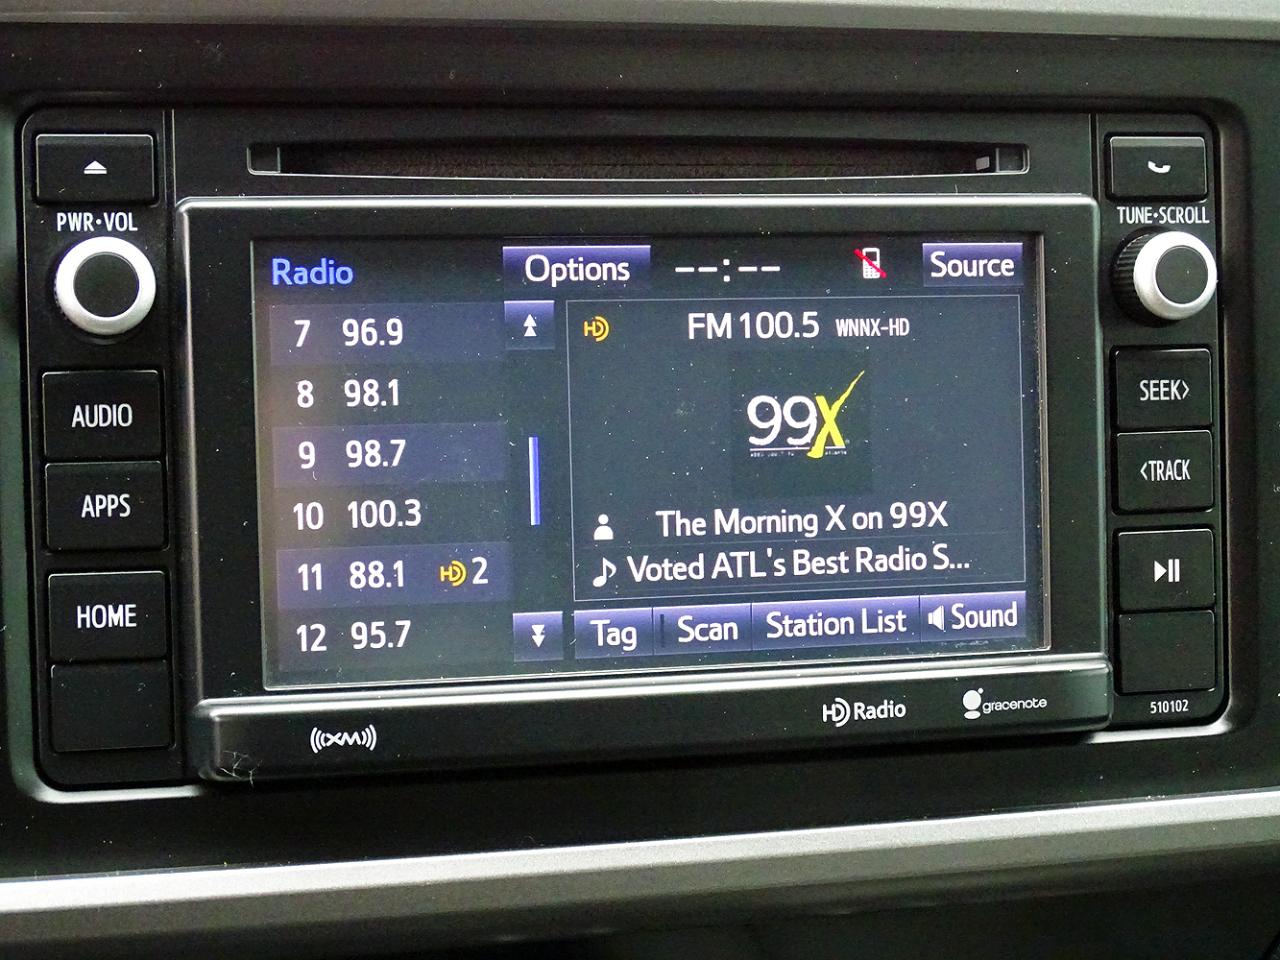 PWR•VOL
TUNE•SCROLL
Radio
Options
--:--
Source
7 96.9
8 98.1
9 98.7
10 100.3
11 88.1 HD 2
12 95.7
HD
FM 100.5 WNNX-HD
99X
The Morning X on 99X
Voted ATL's Best Radio S...
Tag
Scan
Station List
Sound
AUDIO
APPS
HOME
SEEK>
<TRACK
510102
((XM))
HD Radio
gracenote